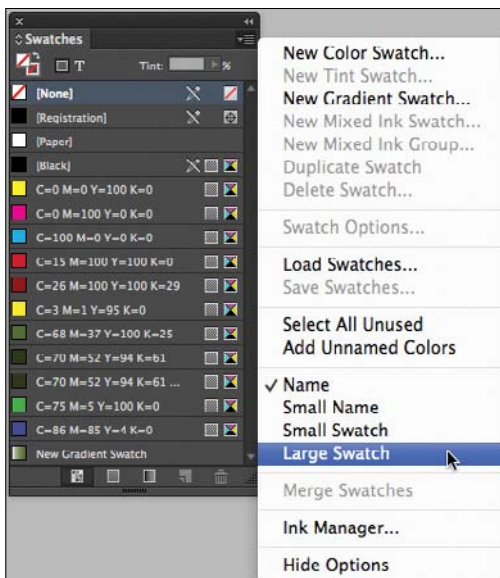 Swatches
T Tint: %
[None]
[Registration]
[Paper]
[Black]
C=0 M=0 Y=100 K=0
C=0 M=100 Y=0 K=0
C=100 M=0 Y=0 K=0
C=15 M=100 Y=100 K=0
C=26 M=100 Y=100 K=29
C=3 M=1 Y=95 K=0
C=68 M=37 Y=100 K=25
C=70 M=52 Y=94 K=61
C=70 M=52 Y=94 K=61 ...
C=75 M=5 Y=100 K=0
C=86 M=85 Y=4 K=0
New Gradient Swatch
New Color Swatch...
New Tint Swatch...
New Gradient Swatch...
New Mixed Ink Swatch...
New Mixed Ink Group...
Duplicate Swatch
Delete Swatch...
Swatch Options...
Load Swatches...
Save Swatches...
Select All Unused
Add Unnamed Colors
✓ Name
Small Name
Small Swatch
Large Swatch
Merge Swatches
Ink Manager...
Hide Options